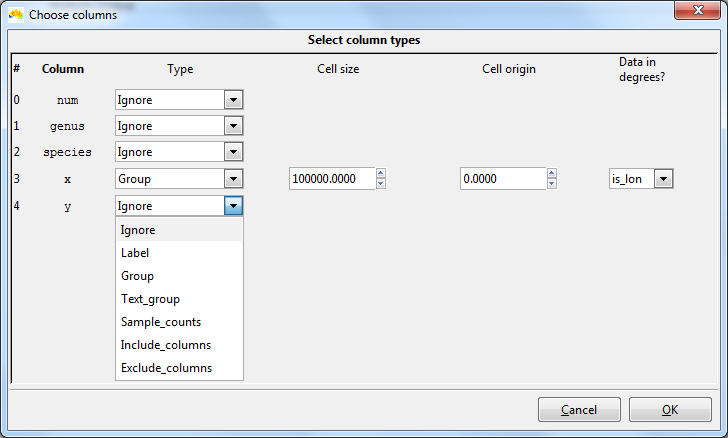 Choose columns
Select column types
# Column Type Cell size Cell origin Data in degrees?
0 num Ignore
1 genus Ignore
2 species Ignore
3 x Group 100000.0000 0.0000 is_lon
4 y Ignore
Ignore
Label
Group
Text_group
Sample_counts
Include_columns
Exclude_columns
Cancel OK